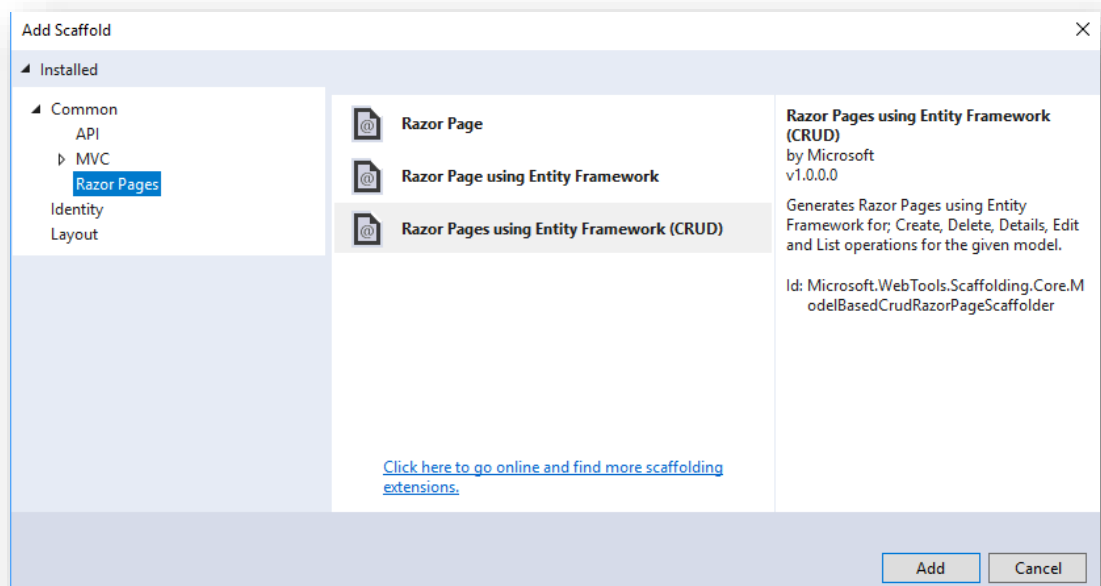 Add Scaffold
Installed
Common
API
MVC
Razor Pages
Identity
Layout
Razor Page
Razor Page using Entity Framework
Razor Pages using Entity Framework (CRUD)
Click here to go online and find more scaffolding
extensions.
Razor Pages using Entity Framework
(CRUD)
by Microsoft
v1.0.0.0
Generates Razor Pages using Entity
Framework for; Create, Delete, Details, Edit
and List operations for the given model.
Id: Microsoft.WebTools.Scaffolding.Core.M
odelBasedCrudRazorPageScaffolder
Add
Cancel